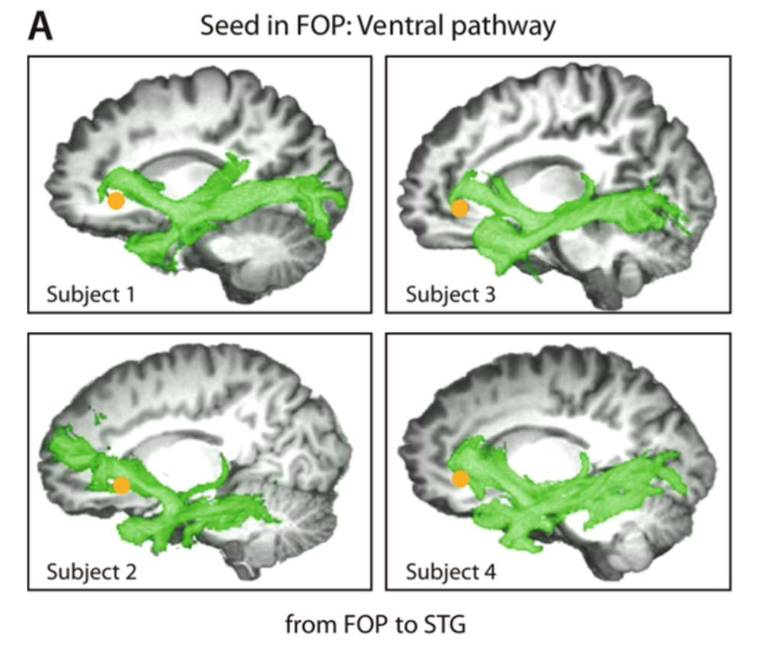 A
Seed in FOP: Ventral pathway
Subject 1
Subject 3
Subject 2
Subject 4
from FOP to STG